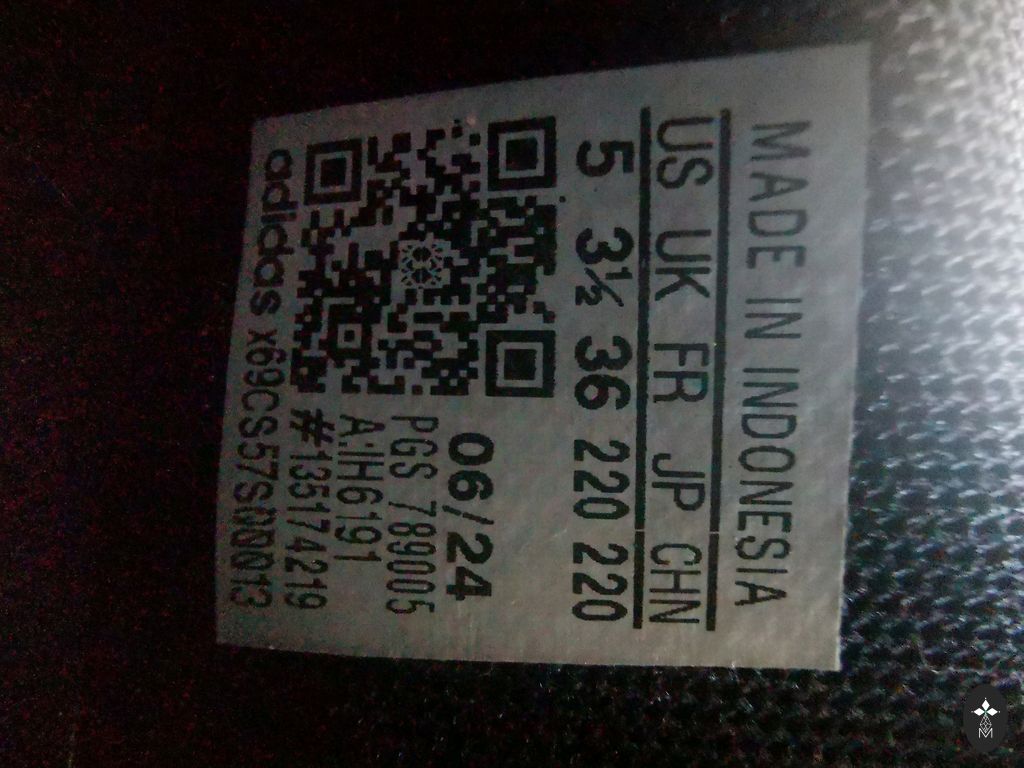 MADE IN INDONESIA
US UK FR JP CHN
5 3½ 36 220 220
06/24
PGS 789005
A:IH6191
#135174219
adidas x69CS57S00013
M